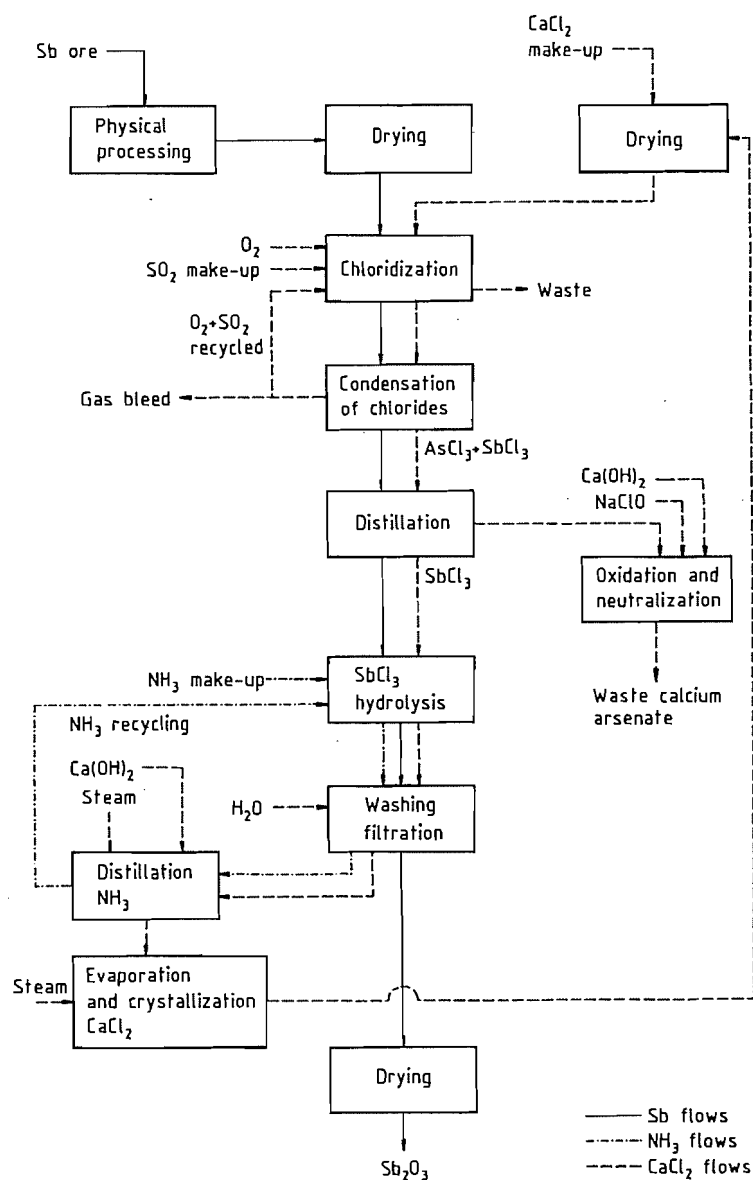 CaCl₂
make-up
Sb ore
Physical
processing
Drying
Drying
O₂
SO₂ make-up
Chloridization
Waste
O₂+SO₂
recycled
Gas bleed
Condensation
of chlorides
AsCl₃+SbCl₃
Ca(OH)₂
NaClO
Distillation
SbCl₃
Oxidation and
neutralization
NH₃ make-up
SbCl₃
hydrolysis
NH₃ recycling
Waste calcium
arsenate
Ca(OH)₂
Steam
H₂O
Washing
filtration
Distillation
NH₃
Steam
Evaporation
and crystallization
CaCl₂
Drying
Sb₂O₃
Sb flows
NH₃ flows
CaCl₂ flows